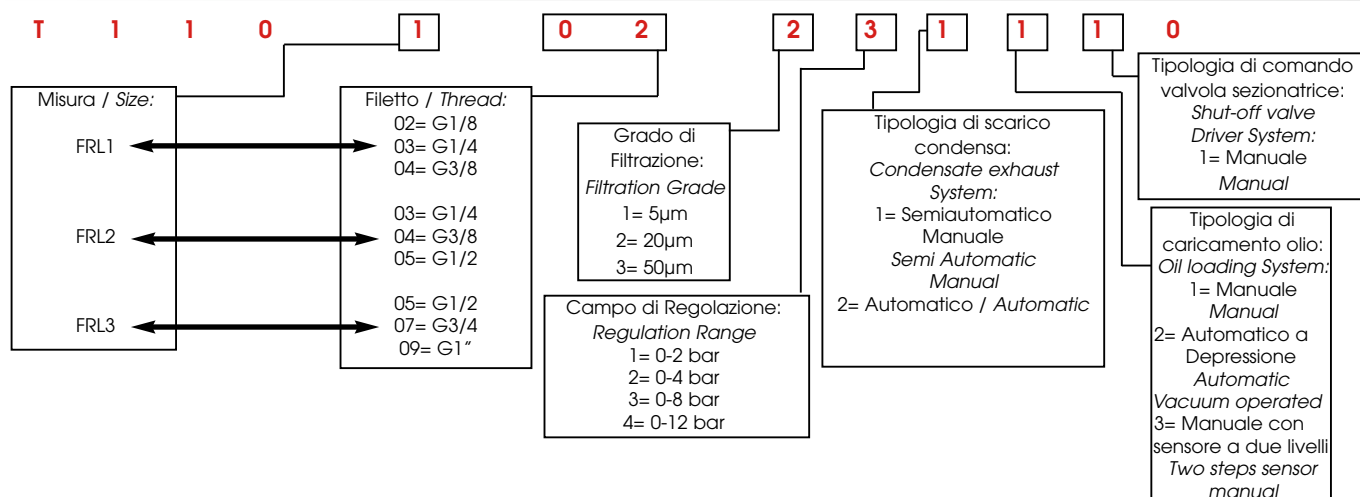 T 1 1 0 1 0 2 2 3 1 1 1 0
Misura / Size:
FRL1
FRL2
FRL3
Filetto / Thread:
02= G1/8
03= G1/4
04= G3/8
03= G1/4
04= G3/8
05= G1/2
05= G1/2
07= G3/4
09= G1”
Grado di
Filtrazione:
Filtration Grade
1= 5µm
2= 20µm
3= 50µm
Campo di Regolazione:
Regulation Range
1= 0-2 bar
2= 0-4 bar
3= 0-8 bar
4= 0-12 bar
Tipologia di scarico
condensa:
Condensate exhaust
System:
1= Semiautomatico
Manuale
Semi Automatic
Manual
2= Automatico / Automatic
Tipologia di comando
valvola sezionatrice:
Shut-off valve
Driver System:
1= Manuale
Manual
Tipologia di
caricamento olio:
Oil loading System:
1= Manuale
Manual
2= Automatico a
Depressione
Automatic
Vacuum operated
3= Manuale con
sensore a due livelli
Two steps sensor
manual